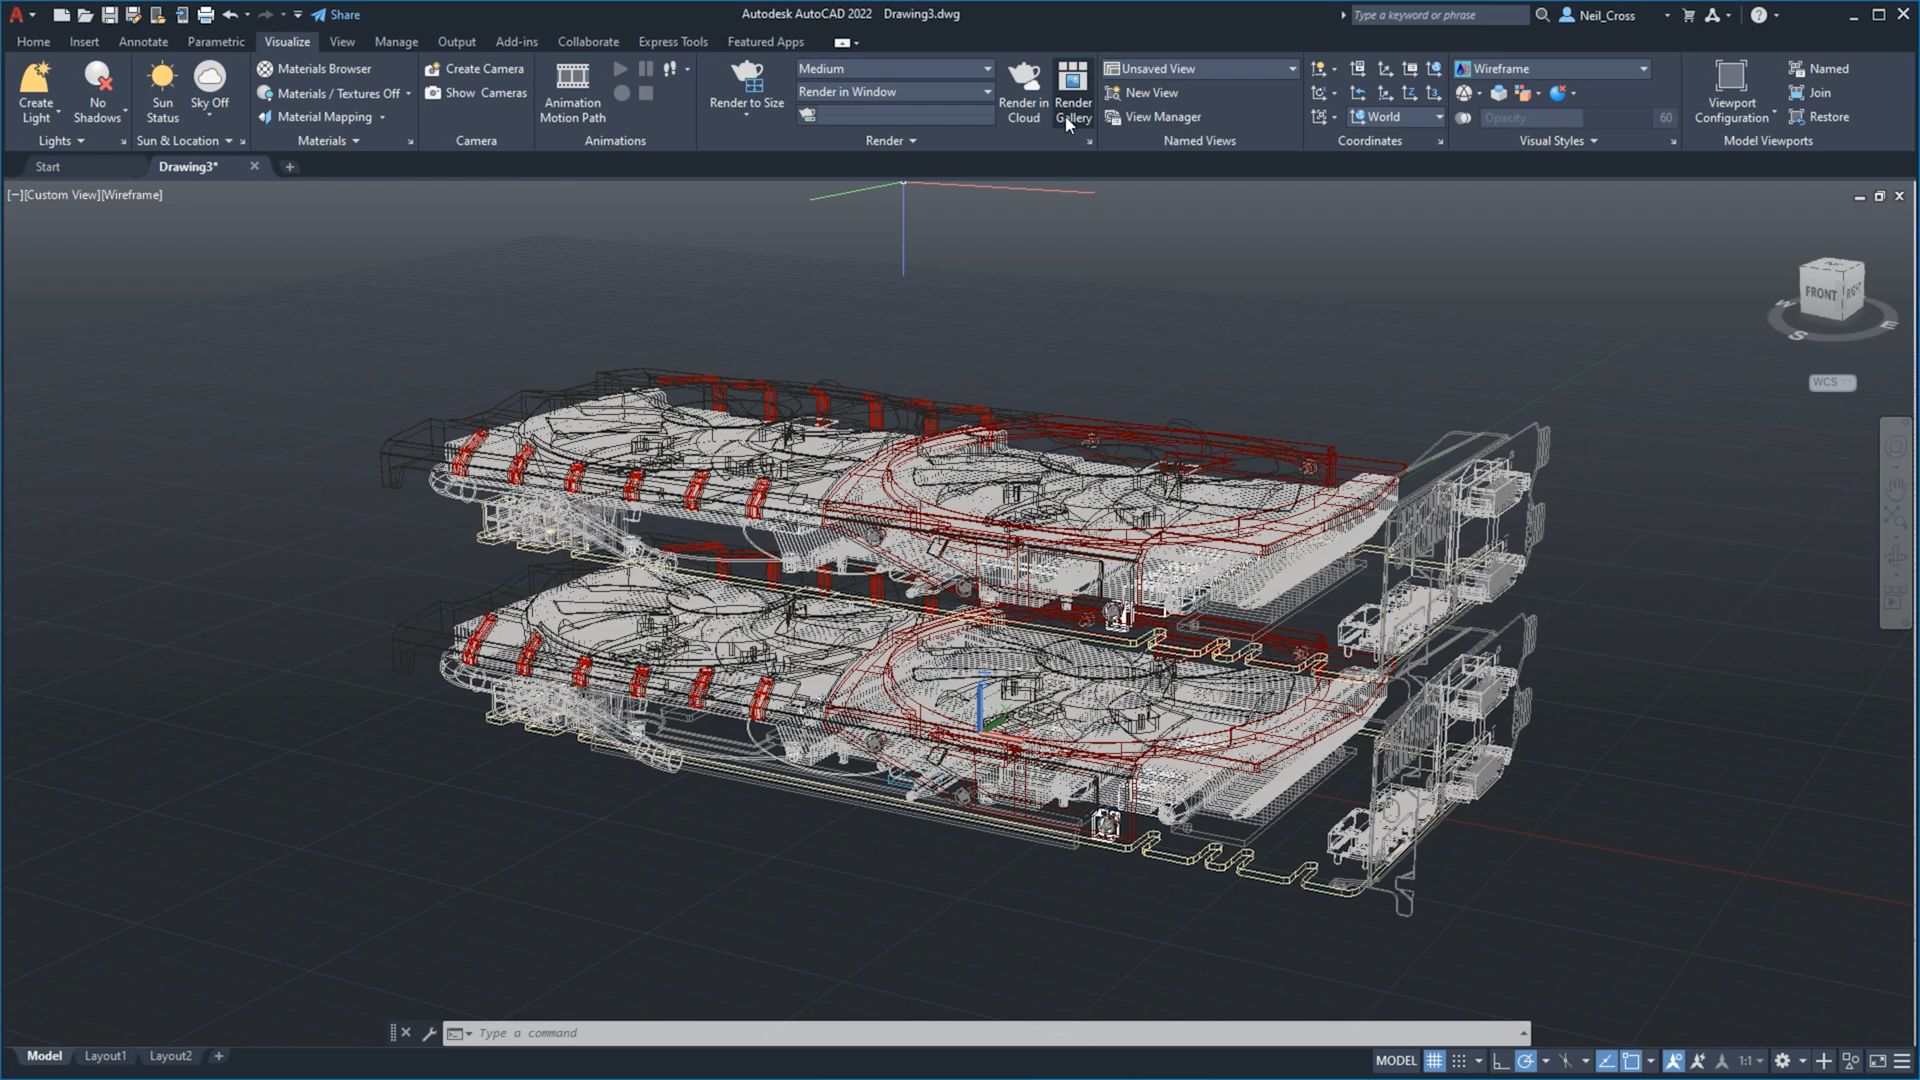 Share
Autodesk AutoCAD 2022 Drawing3.dwg
Type a keyword or phrase
Neil_Cross
Home Insert Annotate Parametric Visualize View Manage Output Add-ins Collaborate Express Tools Featured Apps
Create Light
No Shadows
Lights
Sun Status
Sky Off
Sun & Location
Materials Browser
Materials / Textures Off
Material Mapping
Materials
Create Camera
Show Cameras
Camera
Animation Motion Path
Animations
Render to Size
Medium
Render in Window
Render in Cloud
Render Gallery
Render
Unsaved View
New View
View Manager
Named Views
World
Coordinates
Wireframe
Opacity 60
Visual Styles
Viewport Configuration
Named
Join
Restore
Model Viewports
Start Drawing3*
[−][Custom View][Wireframe]
FRONT
RIGHT
W
S
E
WCS
Type a command
Model Layout1 Layout2
MODEL
1:1